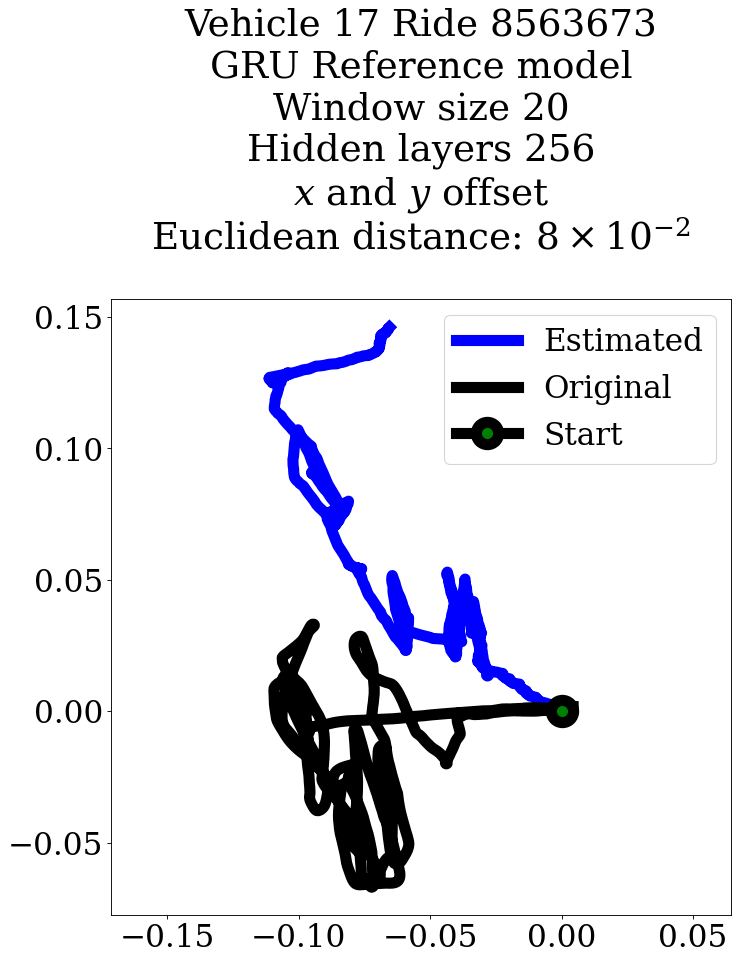 Vehicle 17 Ride 8563673
GRU Reference model
Window size 20
Hidden layers 256
x and y offset
Euclidean distance: 8 × 10⁻²
Estimated
Original
Start
0.15
0.10
0.05
0.00
−0.05
−0.15 −0.10 −0.05 0.00 0.05